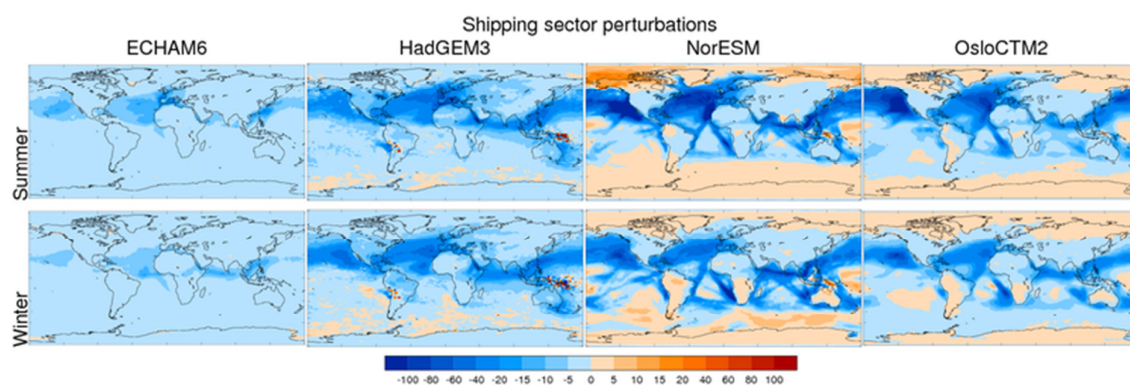 Shipping sector perturbations
ECHAM6 HadGEM3 NorESM OsloCTM2
Summer
Winter
-100 -80 -60 -40 -20 -15 -10 -5 0 5 10 15 20 40 60 80 100